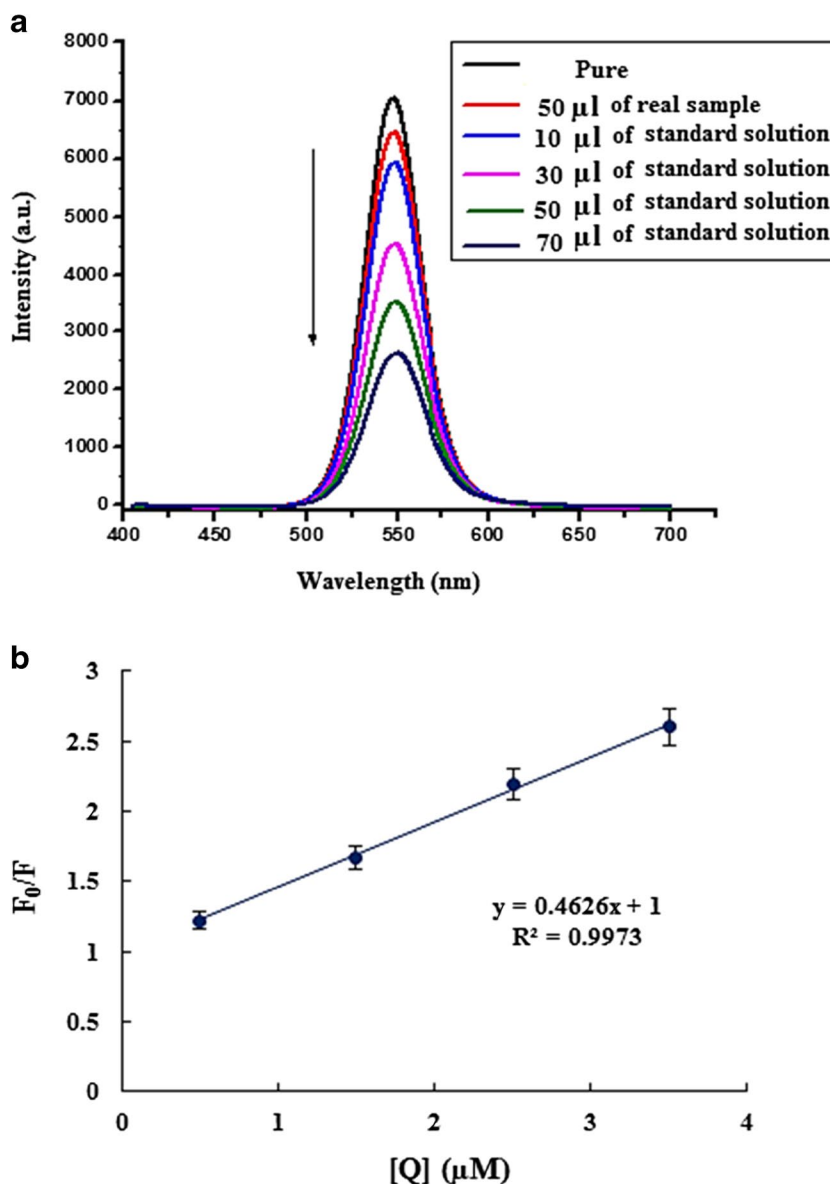 a
8000
7000
6000
5000
4000
3000
2000
1000
0
Intensity (a.u.)
Pure
50 µl of real sample
10 µl of standard solution
30 µl of standard solution
50 µl of standard solution
70 µl of standard solution
400 450 500 550 600 650 700
Wavelength (nm)
b
3
2.5
2
1.5
1
0.5
0
F₀/F
y = 0.4626x + 1
R² = 0.9973
0 1 2 3 4
[Q] (µM)